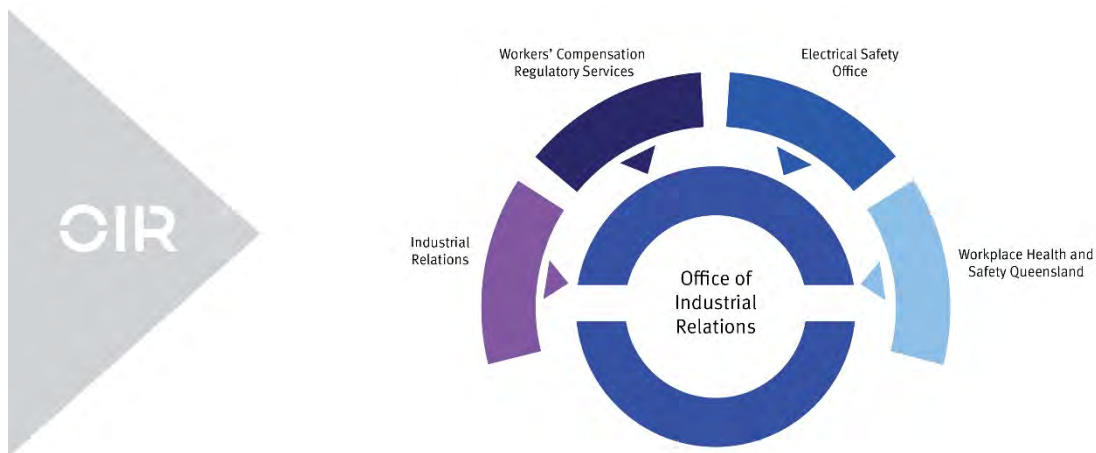 OIR
Workers’ Compensation
Regulatory Services
Electrical Safety
Office
Industrial
Relations
Workplace Health and
Safety Queensland
Office of
Industrial
Relations